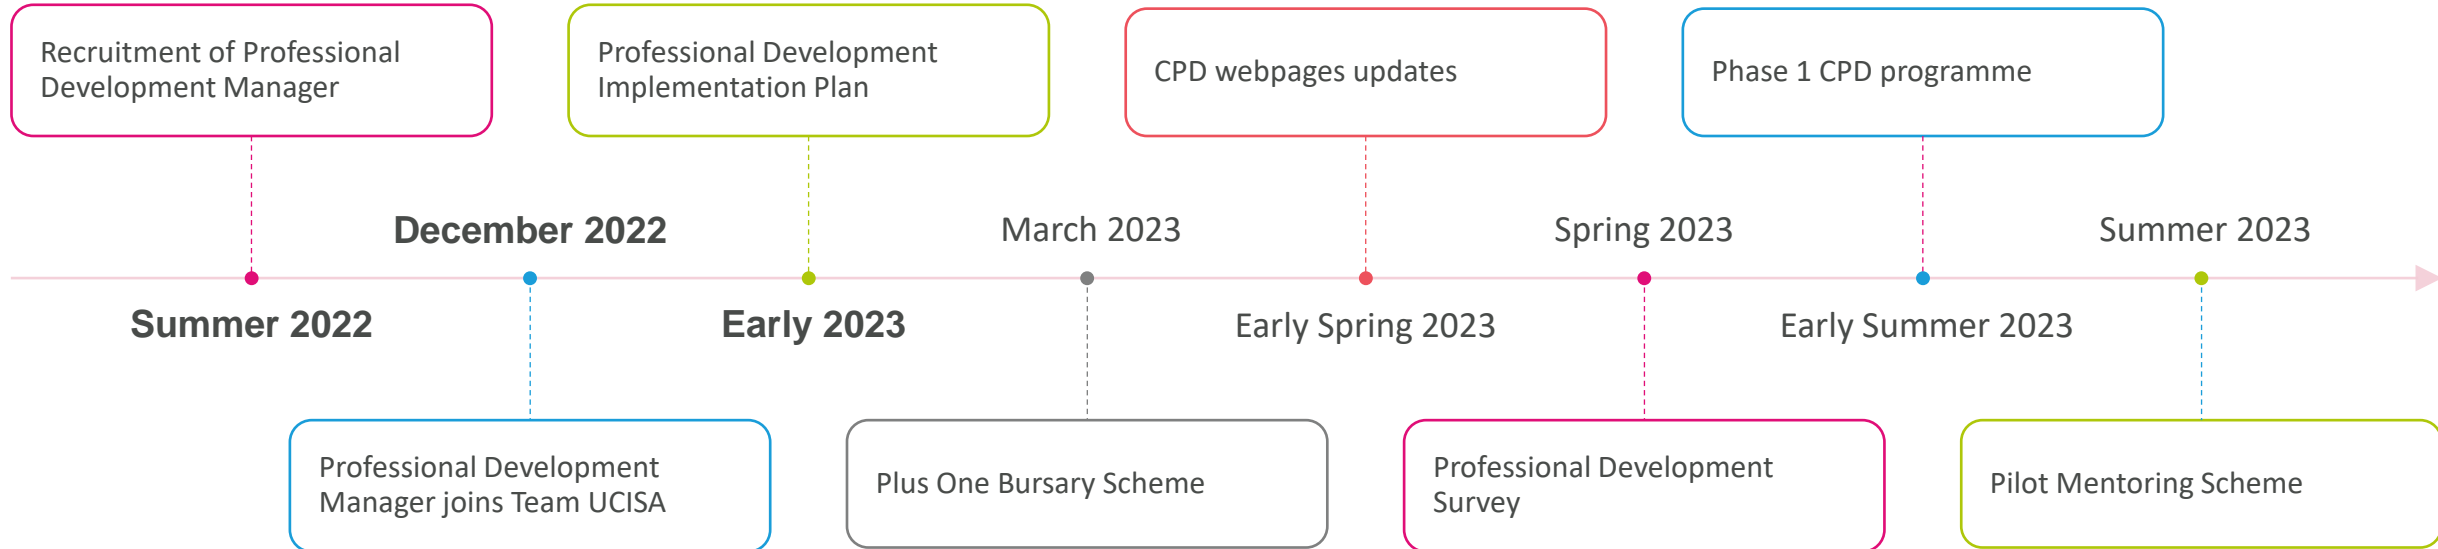 Recruitment of Professional
Development Manager
Professional Development
Implementation Plan
CPD webpages updates
Phase 1 CPD programme
December 2022
March 2023
Spring 2023
Summer 2023
Summer 2022
Early 2023
Early Spring 2023
Early Summer 2023
Professional Development
Manager joins Team UCISA
Plus One Bursary Scheme
Professional Development
Survey
Pilot Mentoring Scheme